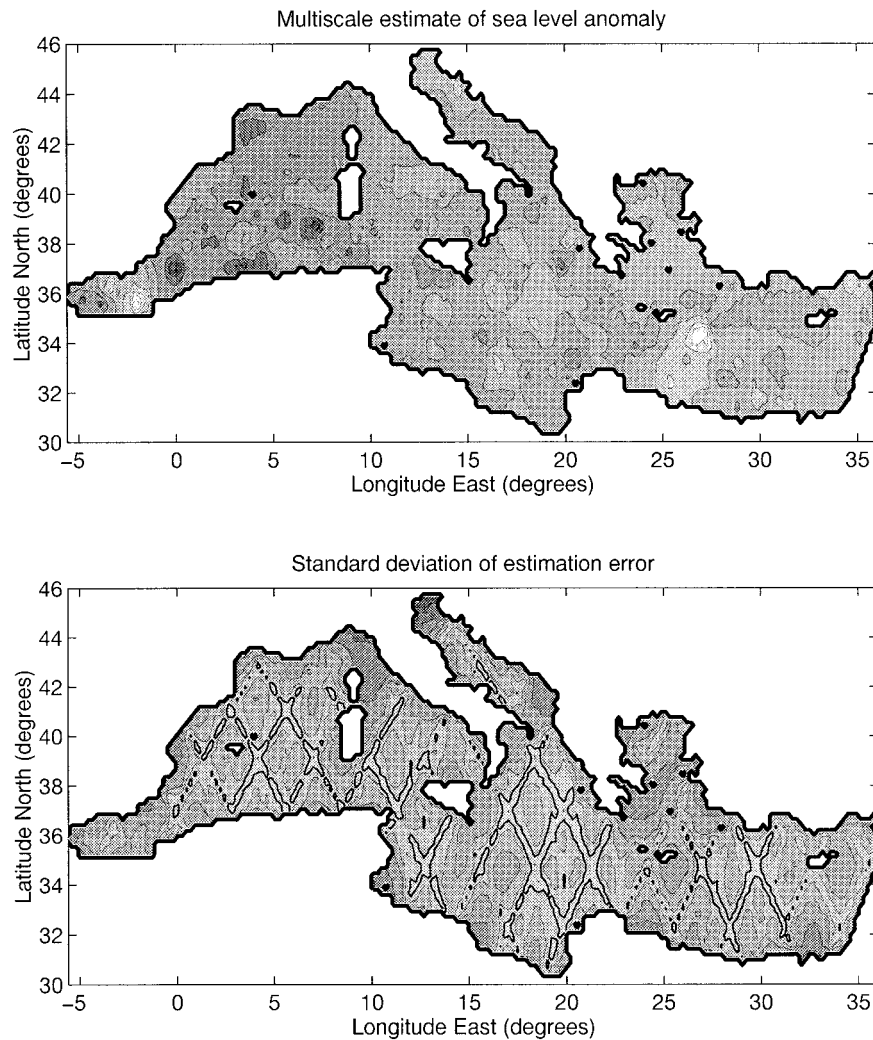 Multiscale estimate of sea level anomaly
46
44
42
40
38
36
34
32
30
Latitude North (degrees)
−5 0 5 10 15 20 25 30 35
Longitude East (degrees)
Standard deviation of estimation error
46
44
42
40
38
36
34
32
30
Latitude North (degrees)
−5 0 5 10 15 20 25 30 35
Longitude East (degrees)